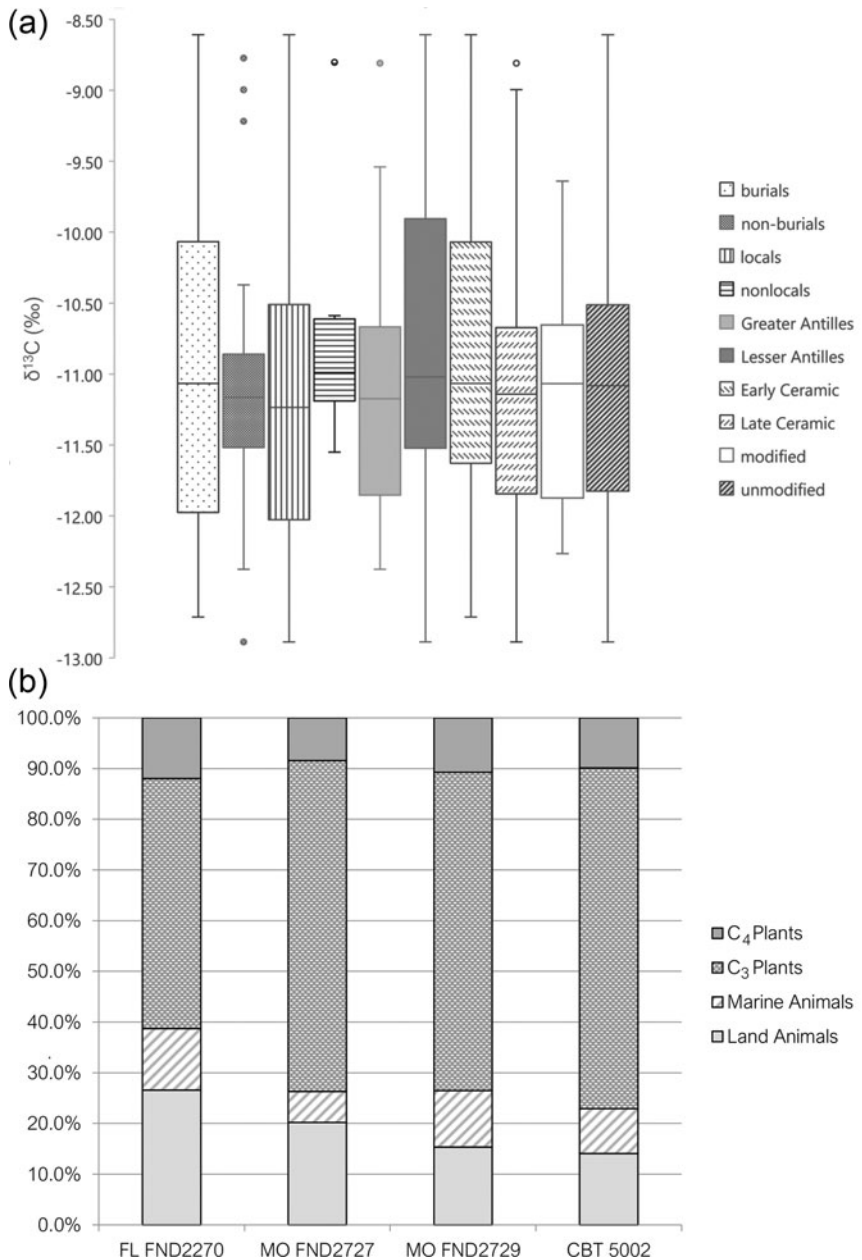 (a)
-8.50
-9.00
-9.50
-10.00
-10.50
-11.00
-11.50
-12.00
-12.50
-13.00
δ¹³C (‰)
burials
non-burials
locals
nonlocals
Greater Antilles
Lesser Antilles
Early Ceramic
Late Ceramic
modified
unmodified
(b)
100.0%
90.0%
80.0%
70.0%
60.0%
50.0%
40.0%
30.0%
20.0%
10.0%
0.0%
FL FND2270 MO FND2727 MO FND2729 CBT 5002
C₄ Plants
C₃ Plants
Marine Animals
Land Animals